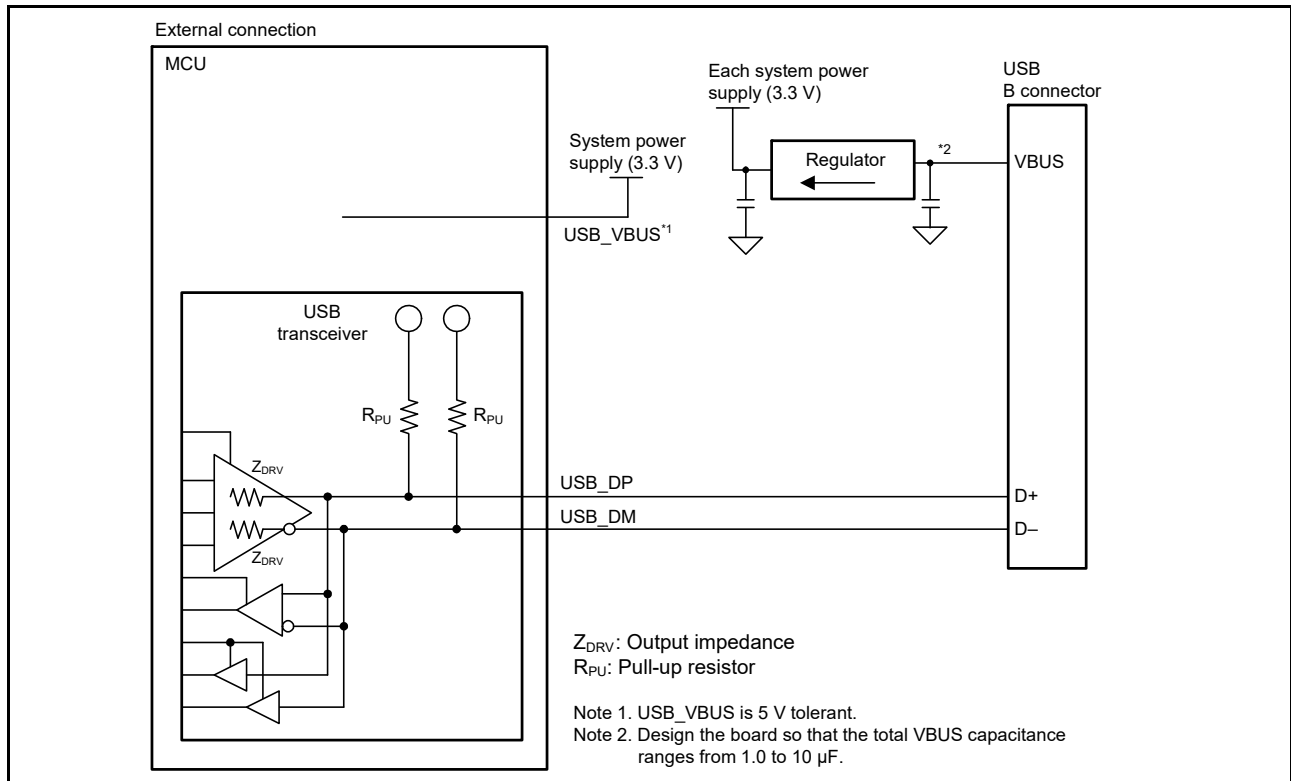 External connection
MCU
Each system power
supply (3.3 V)
USB
B connector
System power
supply (3.3 V)
Regulator
*2
VBUS
USB_VBUS*1
USB
transceiver
RPU
RPU
ZDRV
USB_DP
D+
USB_DM
D–
ZDRV
ZDRV: Output impedance
RPU: Pull-up resistor
Note 1. USB_VBUS is 5 V tolerant.
Note 2. Design the board so that the total VBUS capacitance
ranges from 1.0 to 10 µF.